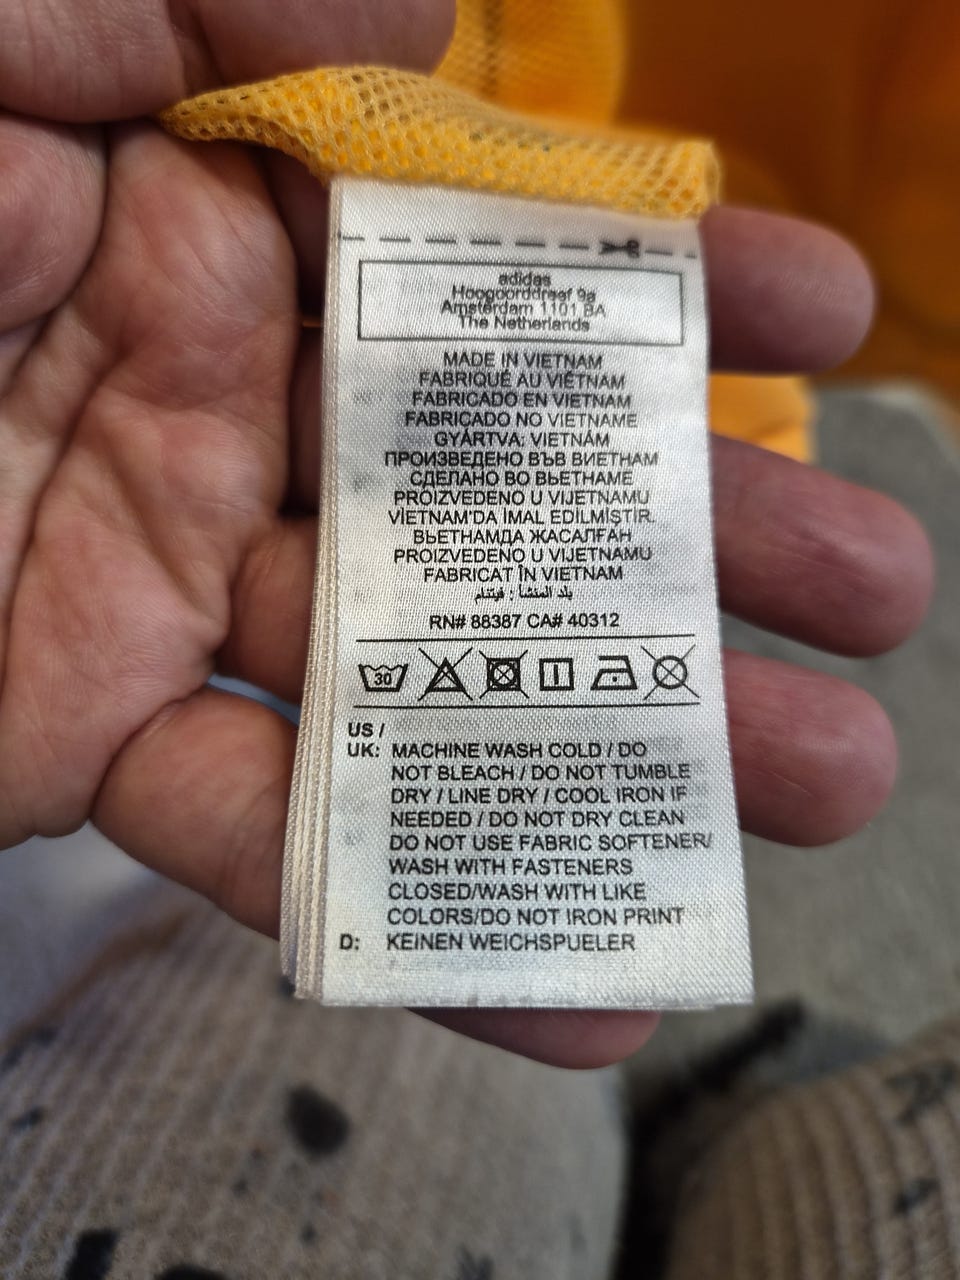 adidas
Hoogoorddreef 9a
Amsterdam 1101 BA
The Netherlands
MADE IN VIETNAM
FABRIQUÉ AU VIÊTNAM
FABRICADO EN VIETNAM
FABRICADO NO VIETNAME
GYÁRTVA: VIETNÁM
ПРОИЗВЕДЕНО ВЪВ ВИЕТНАМ
СДЕЛАНО ВО ВЬЕТНАМЕ
PROIZVEDENO U VIJETNAMU
VİETNAM'DA İMAL EDİLMİŞTİR.
ВЬЕТНАМДА ЖАСАЛҒАН
PROIZVEDENO U VIJETNAMU
FABRICAT ÎN VIETNAM
بلد المنشأ : فيتنام
RN# 88387 CA# 40312
30
US /
UK: MACHINE WASH COLD / DO
NOT BLEACH / DO NOT TUMBLE
DRY / LINE DRY / COOL IRON IF
NEEDED / DO NOT DRY CLEAN
DO NOT USE FABRIC SOFTENER/
WASH WITH FASTENERS
CLOSED/WASH WITH LIKE
COLORS/DO NOT IRON PRINT
D: KEINEN WEICHSPUELER